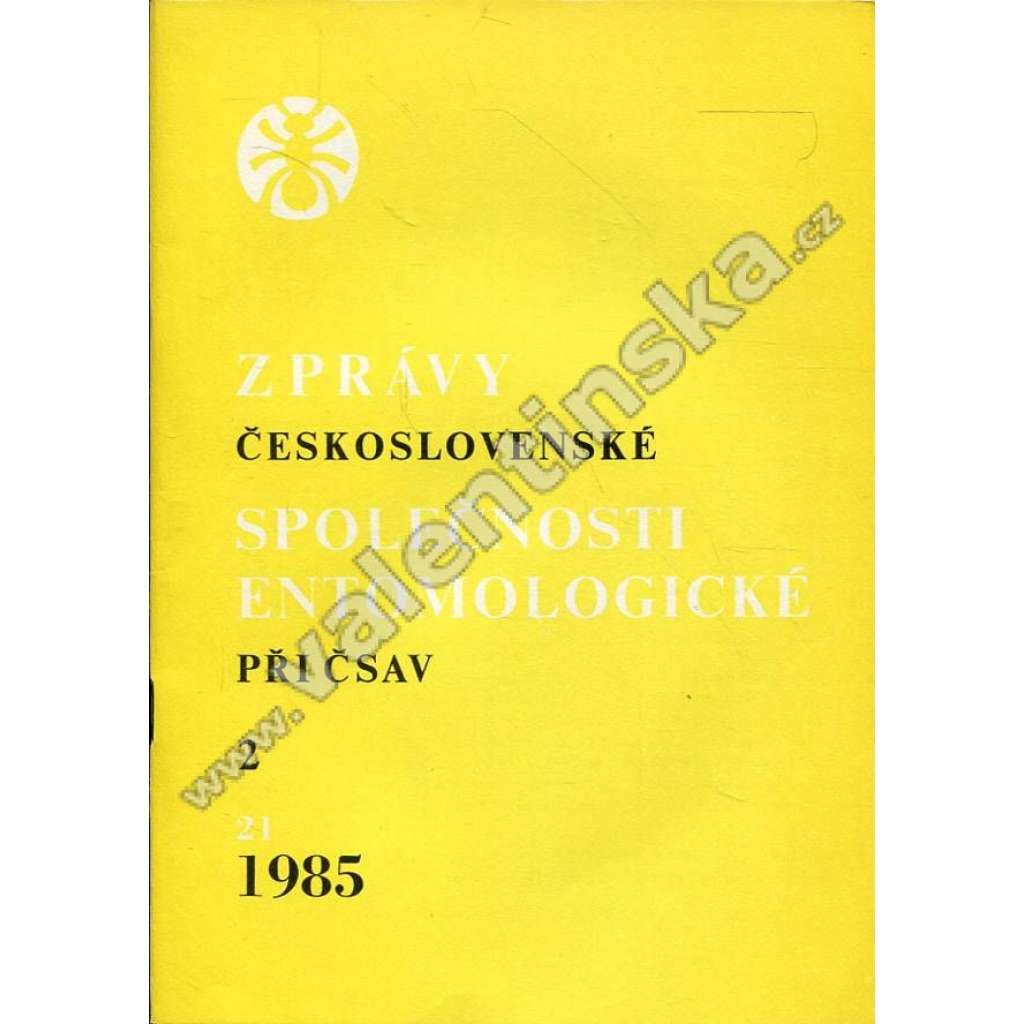 ZPRÁVY
ČESKOSLOVENSKÉ
SPOLEČNOSTI
ENTOMOLOGICKÉ
PŘI ČSAV
2
21
1985
www.valentinska.cz